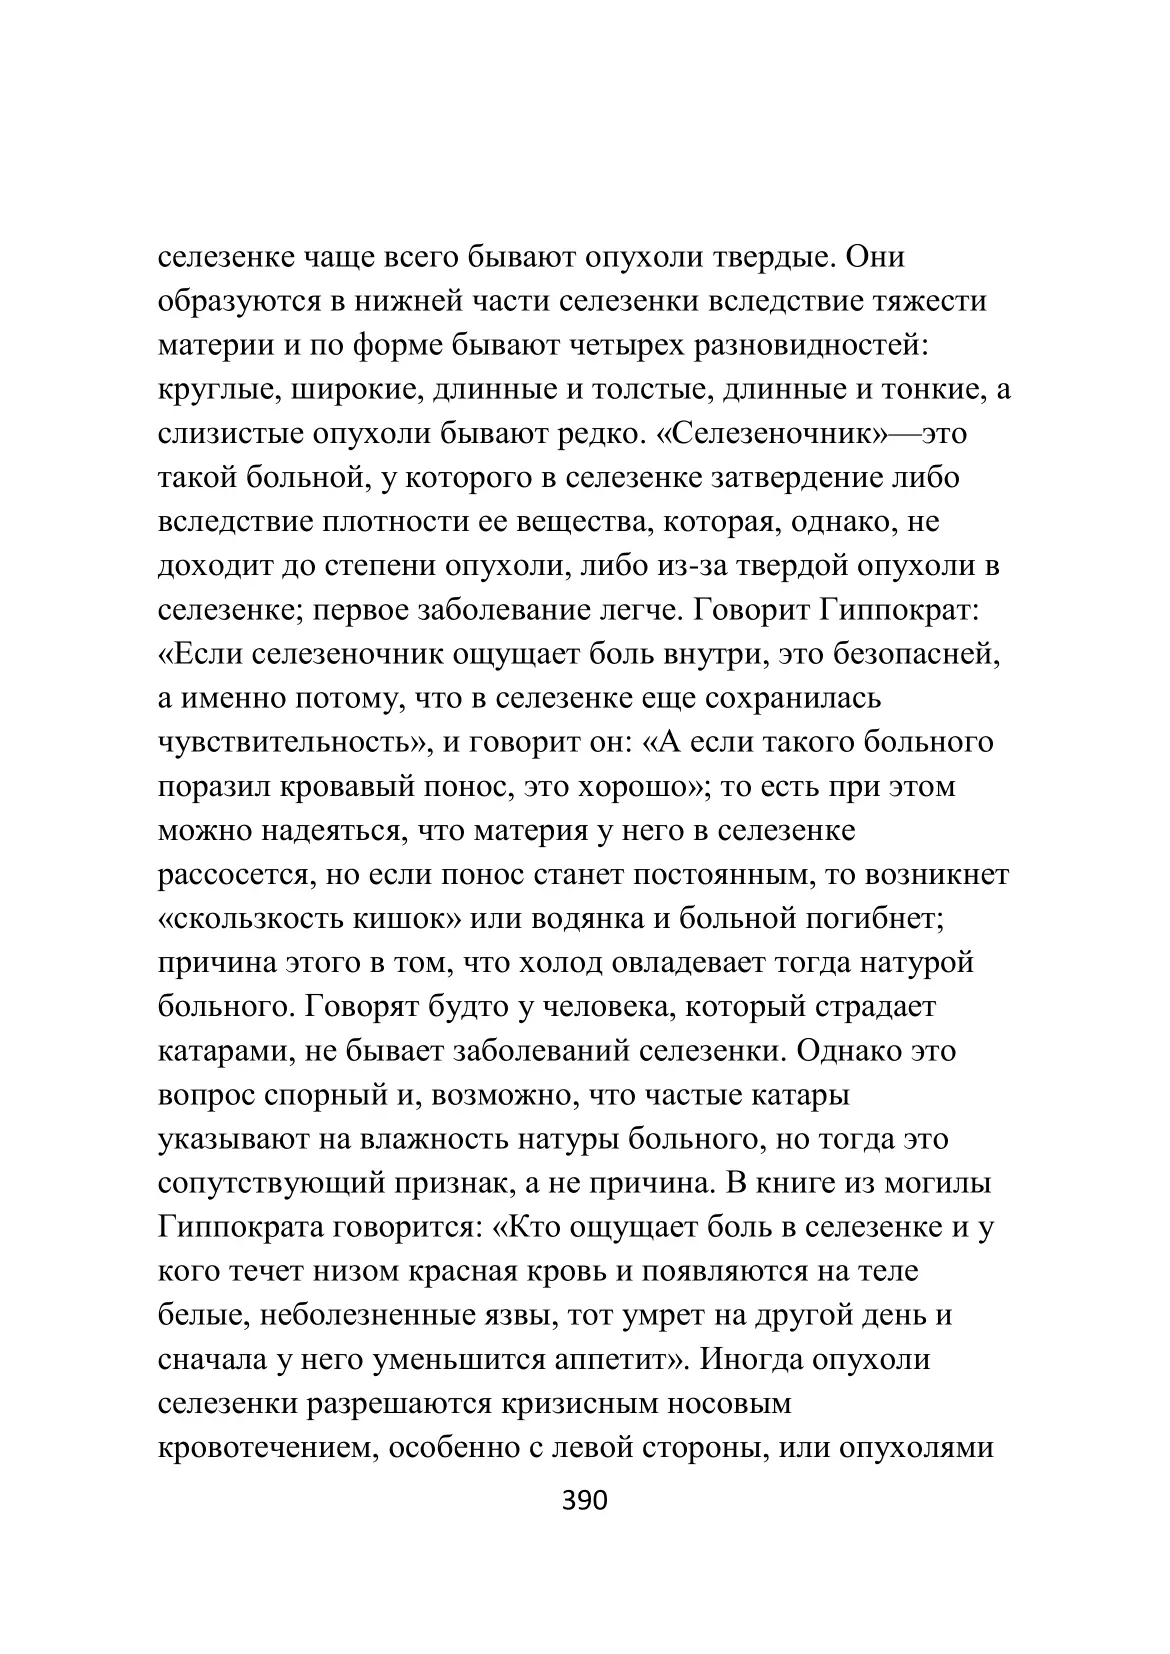 селезенке чаще всего бывают опухоли твердые. Они
образуются в нижней части селезенки вследствие тяжести
материи и по форме бывают четырех разновидностей:
круглые, широкие, длинные и толстые, длинные и тонкие, а
слизистые опухоли бывают редко. «Селезеночник»—это
такой больной, у которого в селезенке затвердение либо
вследствие плотности ее вещества, которая, однако, не
доходит до степени опухоли, либо из-за твердой опухоли в
селезенке; первое заболевание легче. Говорит Гиппократ:
«Если селезеночник ощущает боль внутри, это безопасней,
а именно потому, что в селезенке еще сохранилась
чувствительность», и говорит он: «А если такого больного
поразил кровавый понос, это хорошо»; то есть при этом
можно надеяться, что материя у него в селезенке
рассосется, но если понос станет постоянным, то возникнет
«скользкость кишок» или водянка и больной погибнет;
причина этого в том, что холод овладевает тогда натурой
больного. Говорят будто у человека, который страдает
катарами, не бывает заболеваний селезенки. Однако это
вопрос спорный и, возможно, что частые катары
указывают на влажность натуры больного, но тогда это
сопутствующий признак, а не причина. В книге из могилы
Гиппократа говорится: «Кто ощущает боль в селезенке и у
кого течет низом красная кровь и появляются на теле
белые, неболезненные язвы, тот умрет на другой день и
сначала у него уменьшится аппетит». Иногда опухоли
селезенки разрешаются кризисным носовым
кровотечением, особенно с левой стороны, или опухолями
390